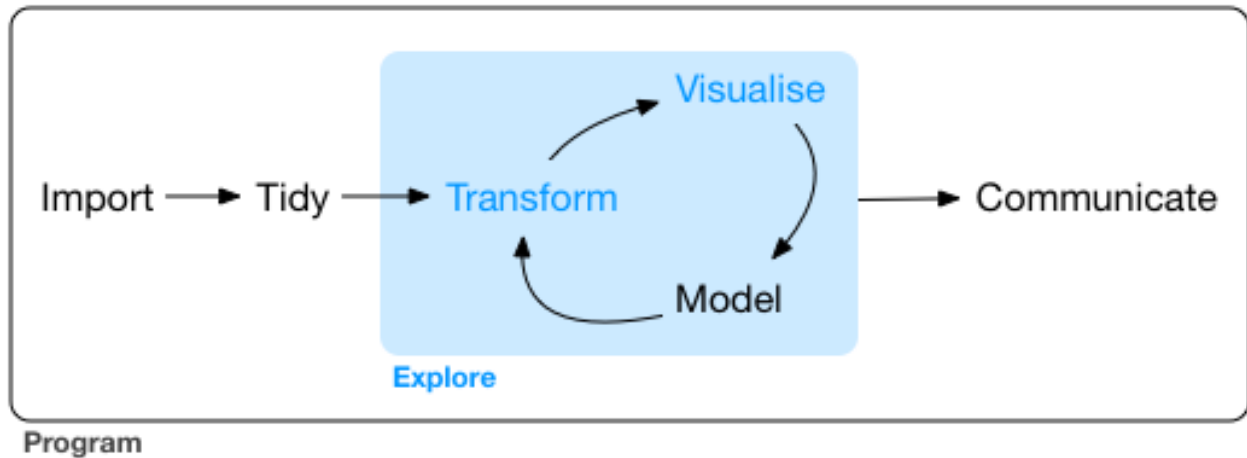 Visualise
Import Tidy Transform Communicate
Model
Explore
Program